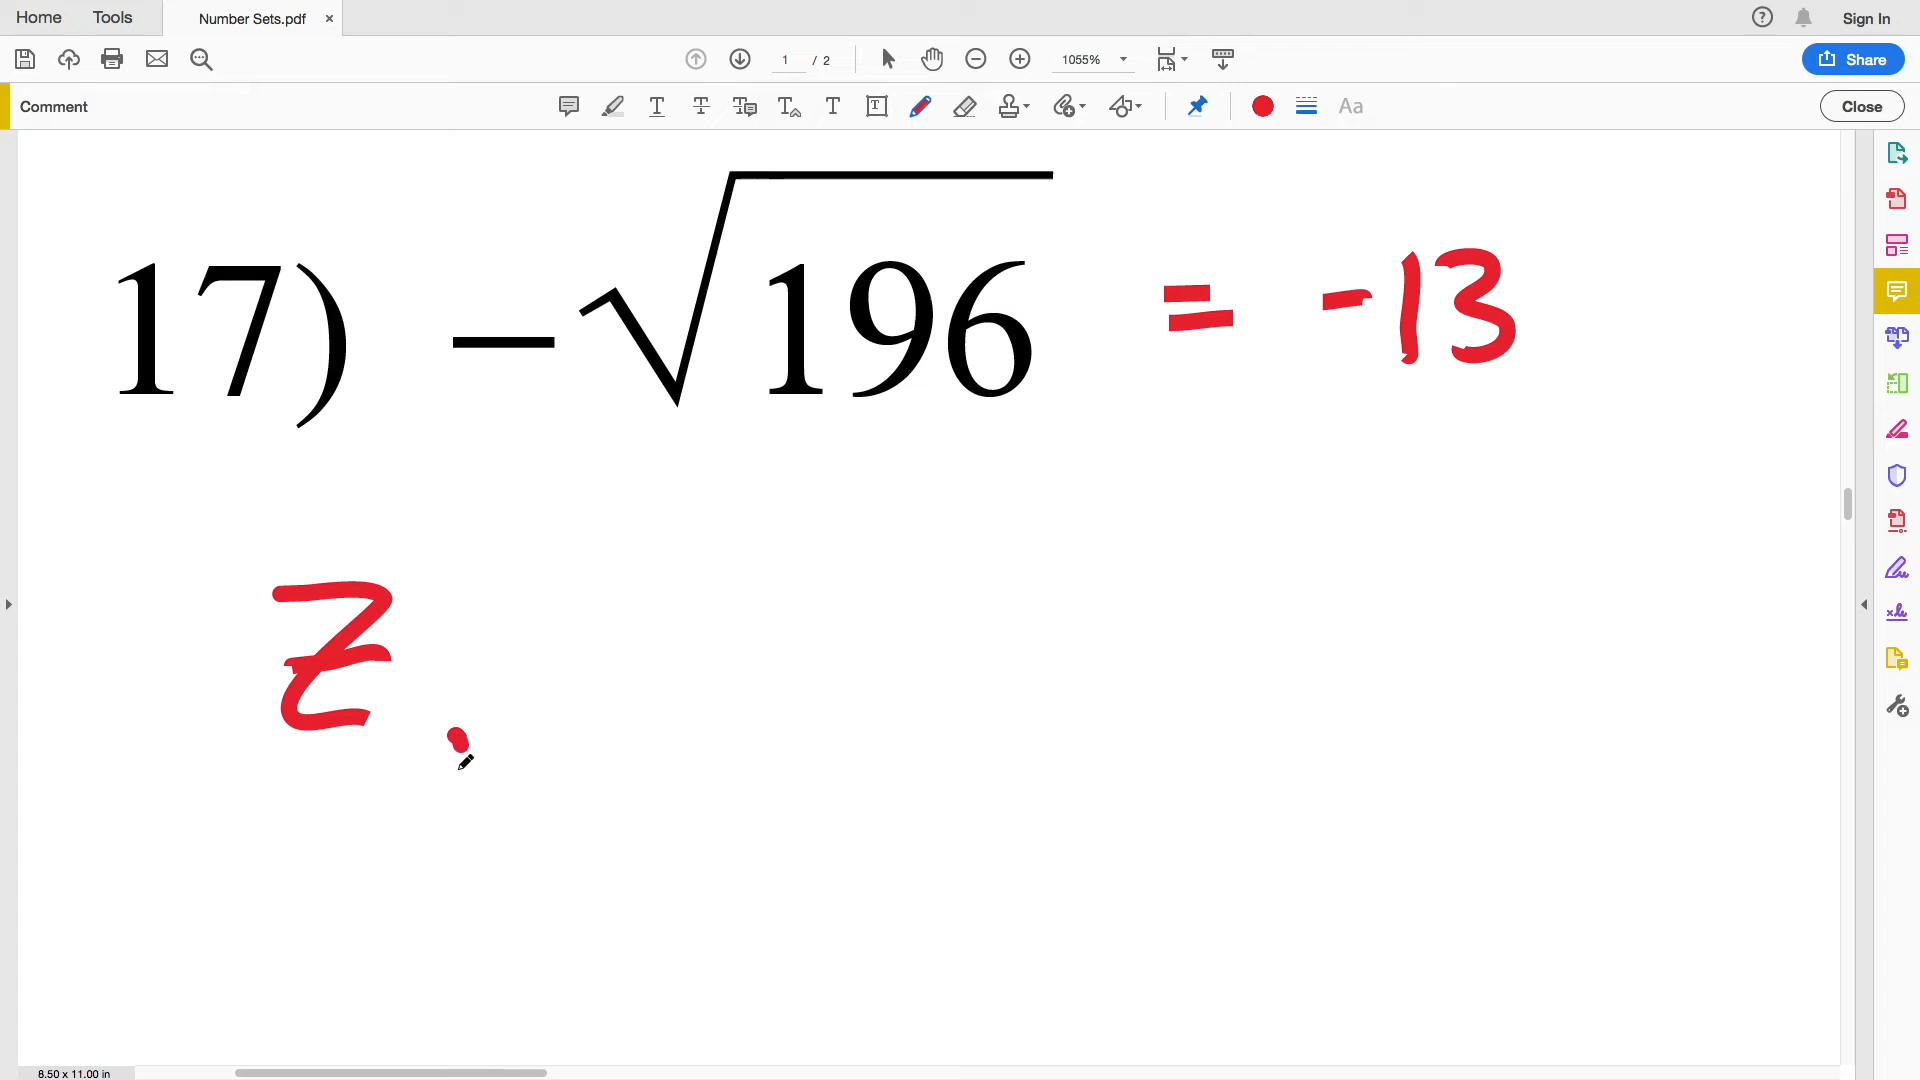 Home Tools Number Sets.pdf × Sign In
1 / 2 1055% Share
Comment Aa Close
17) −√196 = -13
Z,
8.50 x 11.00 in